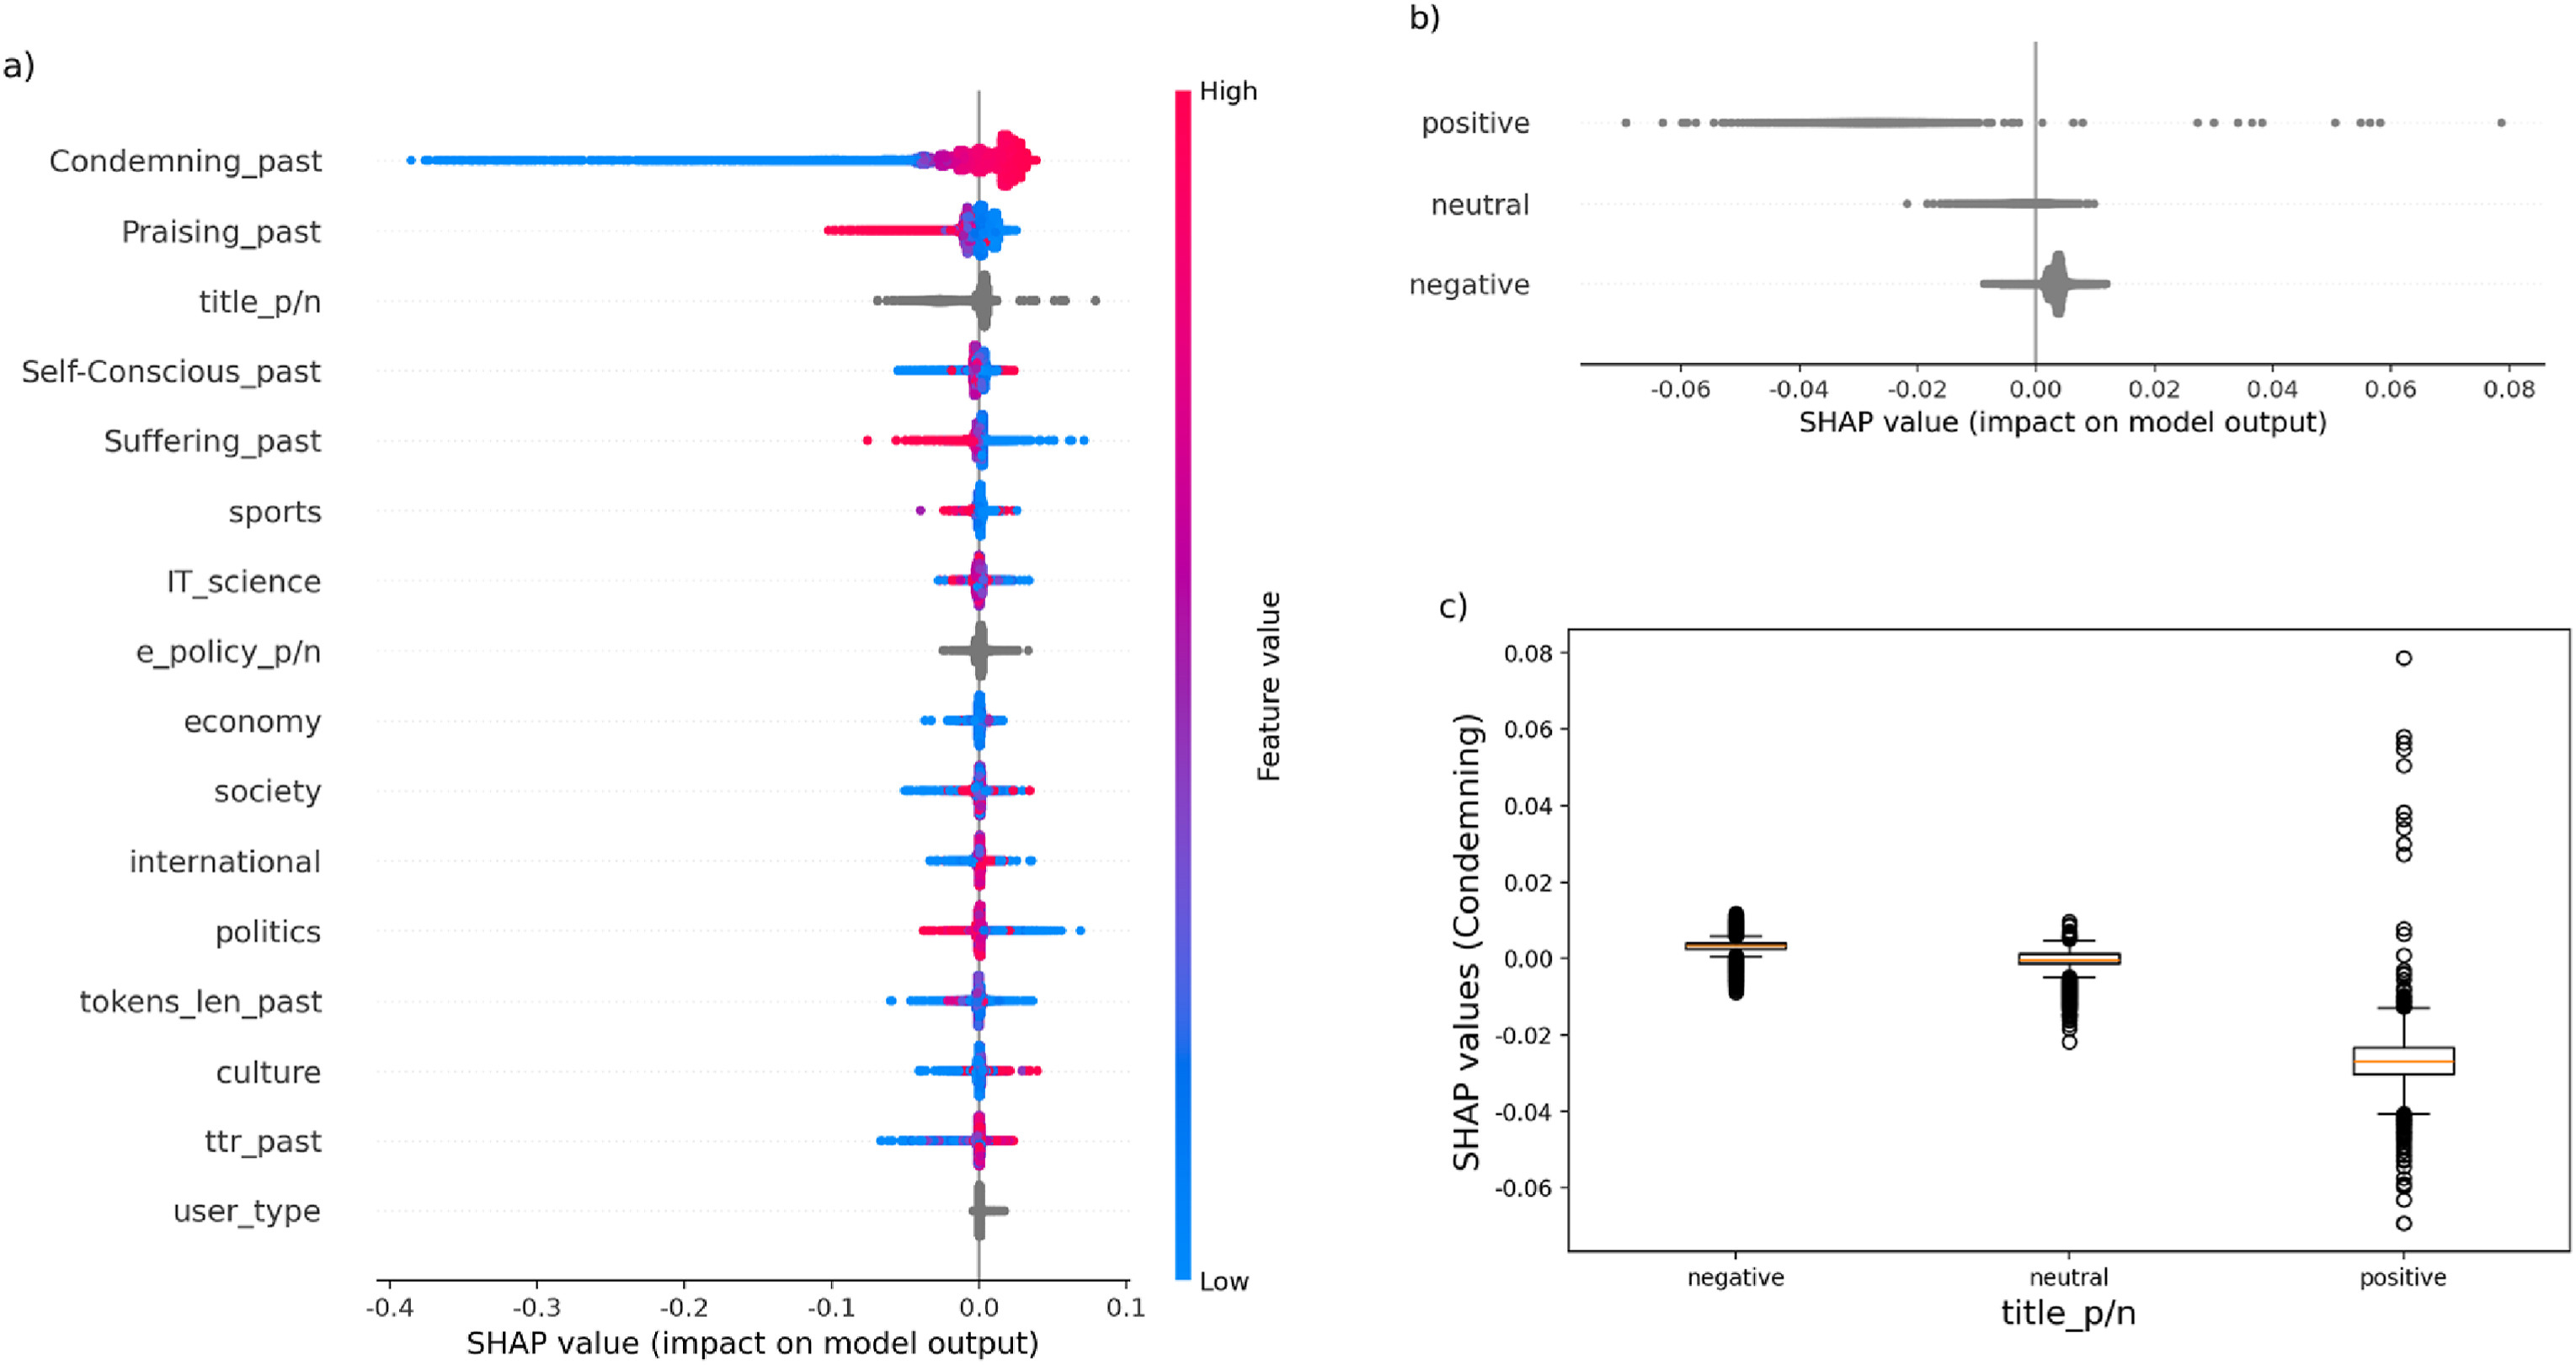 a)
Condemning_past
Praising_past
title_p/n
Self-Conscious_past
Suffering_past
sports
IT_science
e_policy_p/n
economy
society
international
politics
tokens_len_past
culture
ttr_past
user_type
-0.4 -0.3 -0.2 -0.1 0.0 0.1
SHAP value (impact on model output)
High
Feature value
Low
b)
positive
neutral
negative
-0.06 -0.04 -0.02 0.00 0.02 0.04 0.06 0.08
SHAP value (impact on model output)
c)
SHAP values (Condemning)
0.08
0.06
0.04
0.02
0.00
-0.02
-0.04
-0.06
negative neutral positive
title_p/n